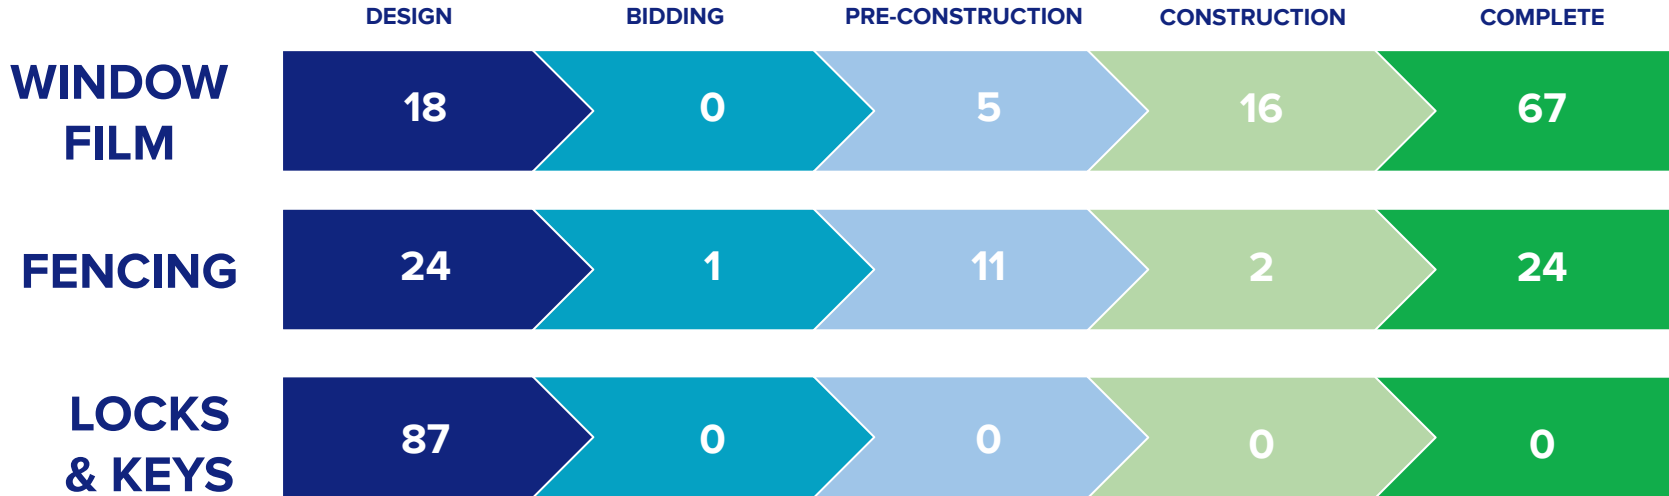 DESIGN BIDDING PRE-CONSTRUCTION CONSTRUCTION COMPLETE
WINDOW
FILM
18 0 5 16 67
FENCING
24 1 11 2 24
LOCKS
& KEYS
87 0 0 0 0